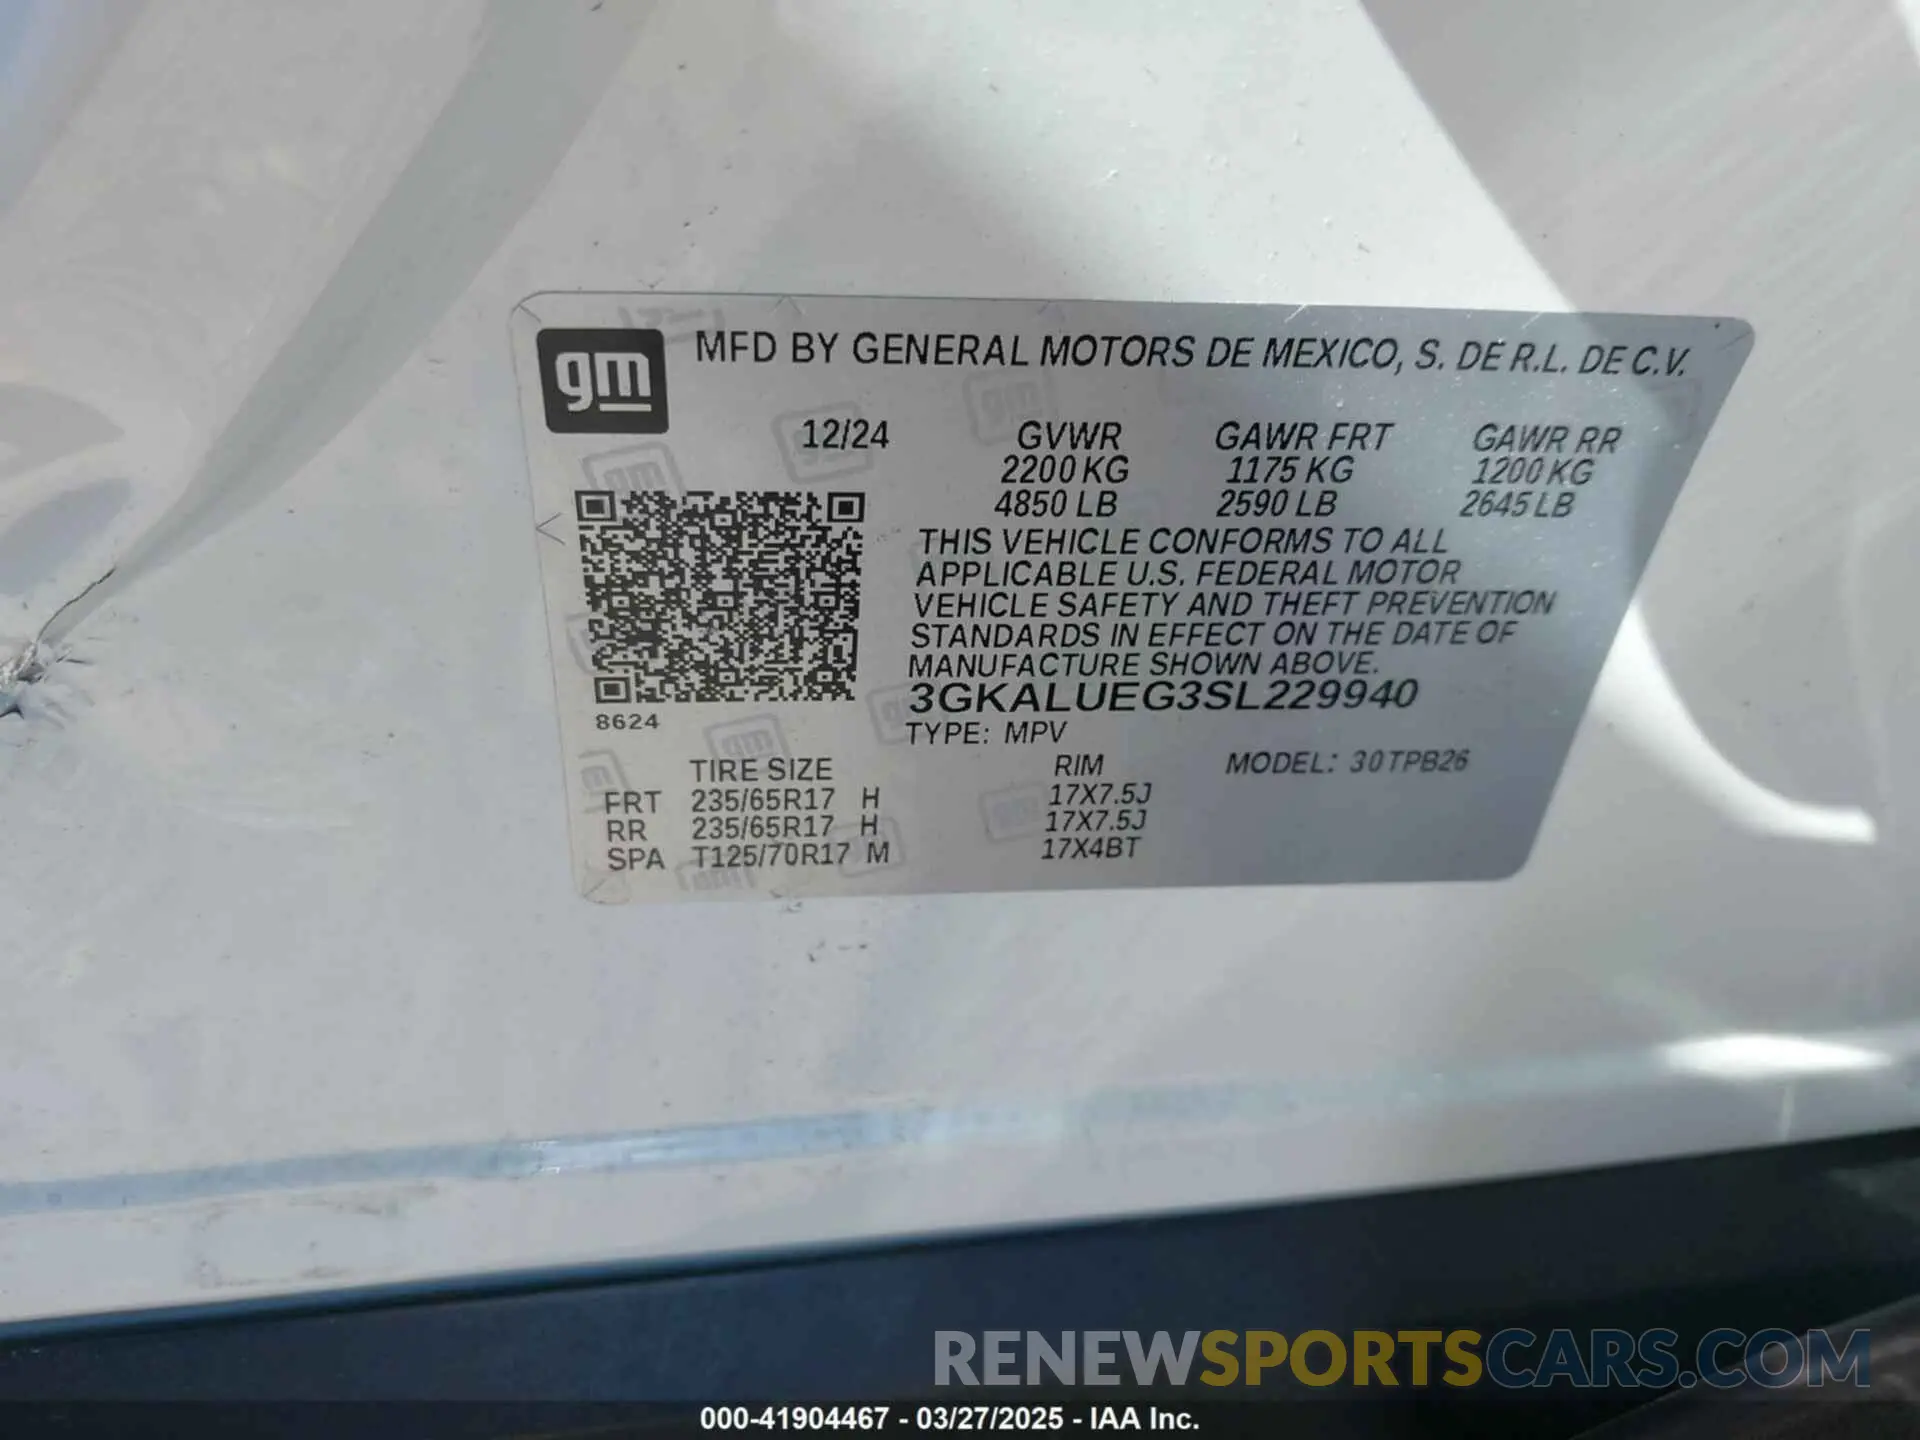 gm
MFD BY GENERAL MOTORS DE MEXICO, S. DE R.L. DE C.V.
12/24 GVWR GAWR FRT GAWR RR
2200 KG 1175 KG 1200 KG
4850 LB 2590 LB 2645 LB
THIS VEHICLE CONFORMS TO ALL
APPLICABLE U.S. FEDERAL MOTOR
VEHICLE SAFETY AND THEFT PREVENTION
STANDARDS IN EFFECT ON THE DATE OF
MANUFACTURE SHOWN ABOVE.
3GKALUEG3SL229940
8624
TYPE: MPV
TIRE SIZE RIM MODEL: 30TPB26
FRT 235/65R17 H 17X7.5J
RR 235/65R17 H 17X7.5J
SPA T125/70R17 M 17X4BT
RENEWSPORTSCARS.COM
000-41904467 - 03/27/2025 - IAA Inc.